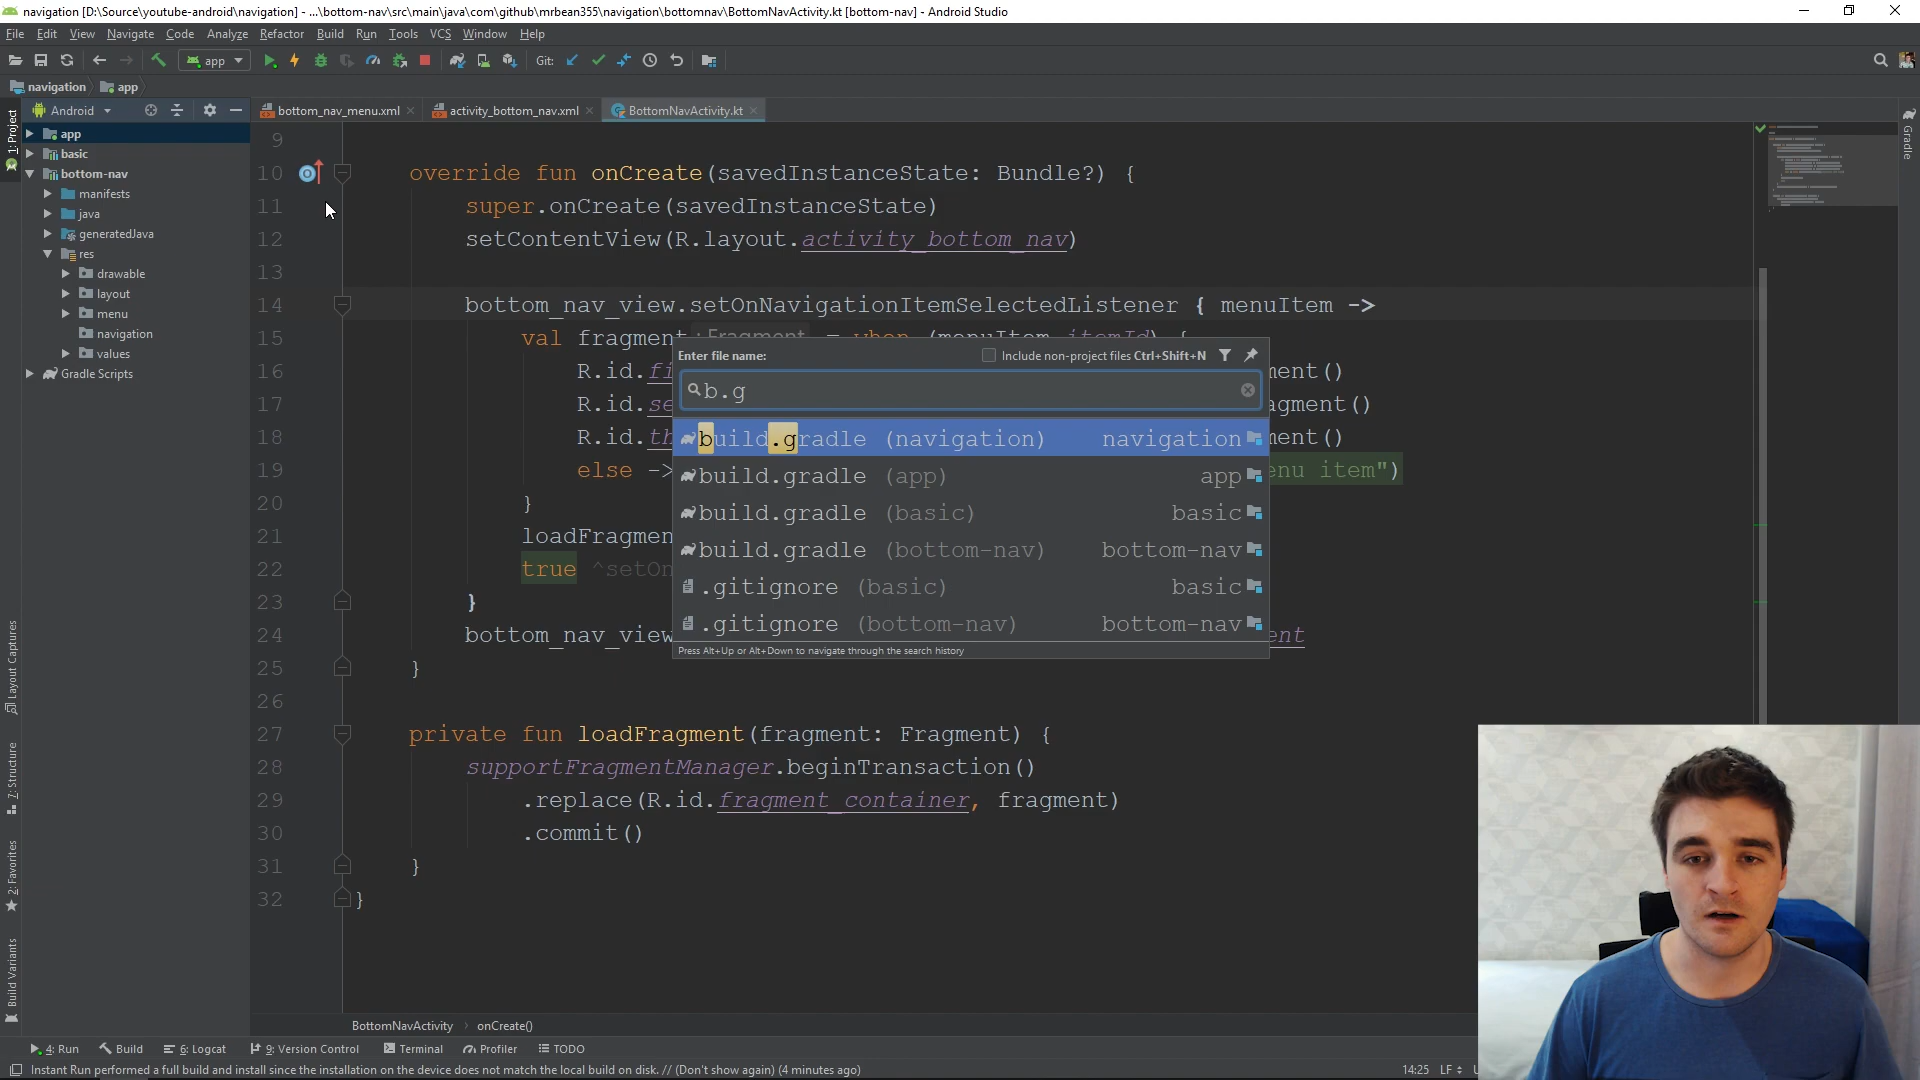 navigation [D:\Source\youtube-android\navigation] - ...\bottom-nav\src\main\java\com\github\mrbean355\navigation\bottomnav\BottomNavActivity.kt [bottom-nav] - Android Studio
File Edit View Navigate Code Analyze Refactor Build Run Tools VCS Window Help
app Git:
navigation app
Android
bottom_nav_menu.xml activity_bottom_nav.xml BottomNavActivity.kt
1: Project
Gradle
app
basic
bottom-nav
manifests
java
generatedJava
res
drawable
layout
menu
navigation
values
Gradle Scripts
9
10 override fun onCreate(savedInstanceState: Bundle?) {
11 super.onCreate(savedInstanceState)
12 setContentView(R.layout.activity_bottom_nav)
13
14 bottom_nav_view.setOnNavigationItemSelectedListener { menuItem ->
15 val fragment : Fragment = when (menuItem.itemId) {
16 R.id.fi ment()
17 R.id.se agment()
18 R.id.th ment()
19 else -> enu item")
20 }
21 loadFragmen
22 true ^setOn
23 }
24 bottom_nav_view ent
25 }
26
27 private fun loadFragment(fragment: Fragment) {
28 supportFragmentManager.beginTransaction()
29 .replace(R.id.fragment_container, fragment)
30 .commit()
31 }
32 }
Enter file name: Include non-project files Ctrl+Shift+N
b.g
build.gradle (navigation) navigation
build.gradle (app) app
build.gradle (basic) basic
build.gradle (bottom-nav) bottom-nav
.gitignore (basic) basic
.gitignore (bottom-nav) bottom-nav
Press Alt+Up or Alt+Down to navigate through the search history
Layout Captures
7: Structure
2: Favorites
Build Variants
BottomNavActivity onCreate()
4: Run Build 6: Logcat 9: Version Control Terminal Profiler TODO
Instant Run performed a full build and install since the installation on the device does not match the local build on disk. // (Don't show again) (4 minutes ago) 14:25 LF